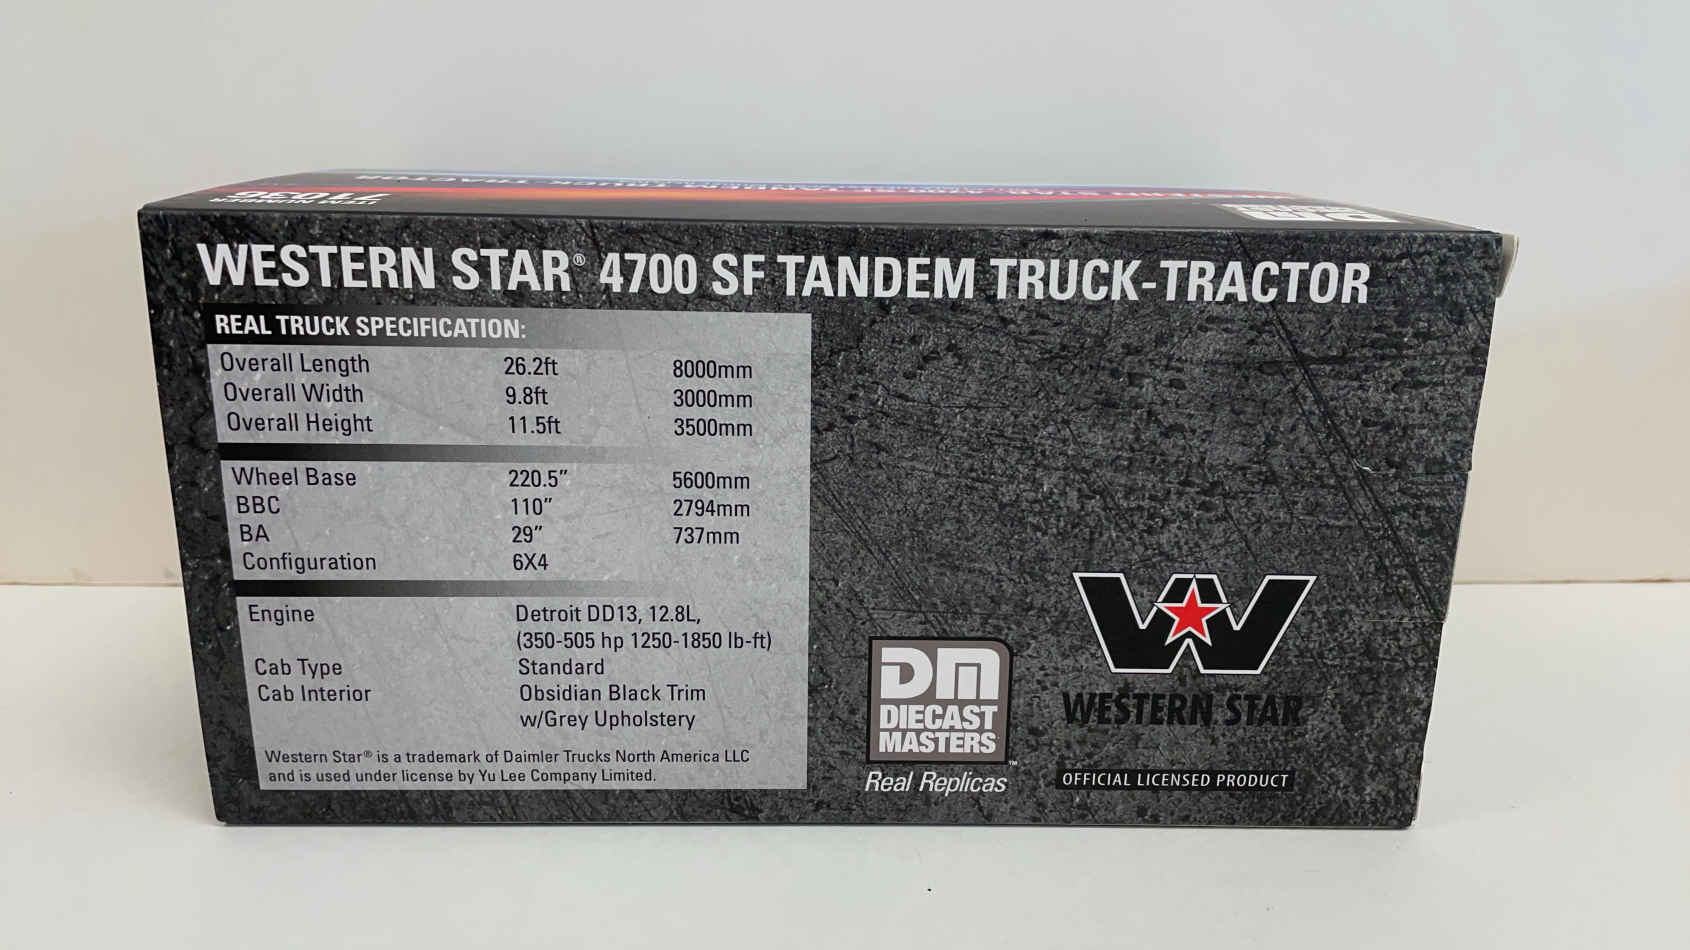 ITEM NUMBER
71036
WESTERN STAR® 4700 SF TANDEM TRUCK-TRACTOR
REAL TRUCK SPECIFICATION:
Overall Length 26.2ft 8000mm
Overall Width 9.8ft 3000mm
Overall Height 11.5ft 3500mm
Wheel Base 220.5” 5600mm
BBC 110” 2794mm
BA 29” 737mm
Configuration 6X4
Engine Detroit DD13, 12.8L,
(350-505 hp 1250-1850 lb-ft)
Cab Type Standard
Cab Interior Obsidian Black Trim
w/Grey Upholstery
Western Star® is a trademark of Daimler Trucks North America LLC
and is used under license by Yu Lee Company Limited.
DM
DIECAST
MASTERS
™
Real Replicas
WESTERN STAR
OFFICIAL LICENSED PRODUCT